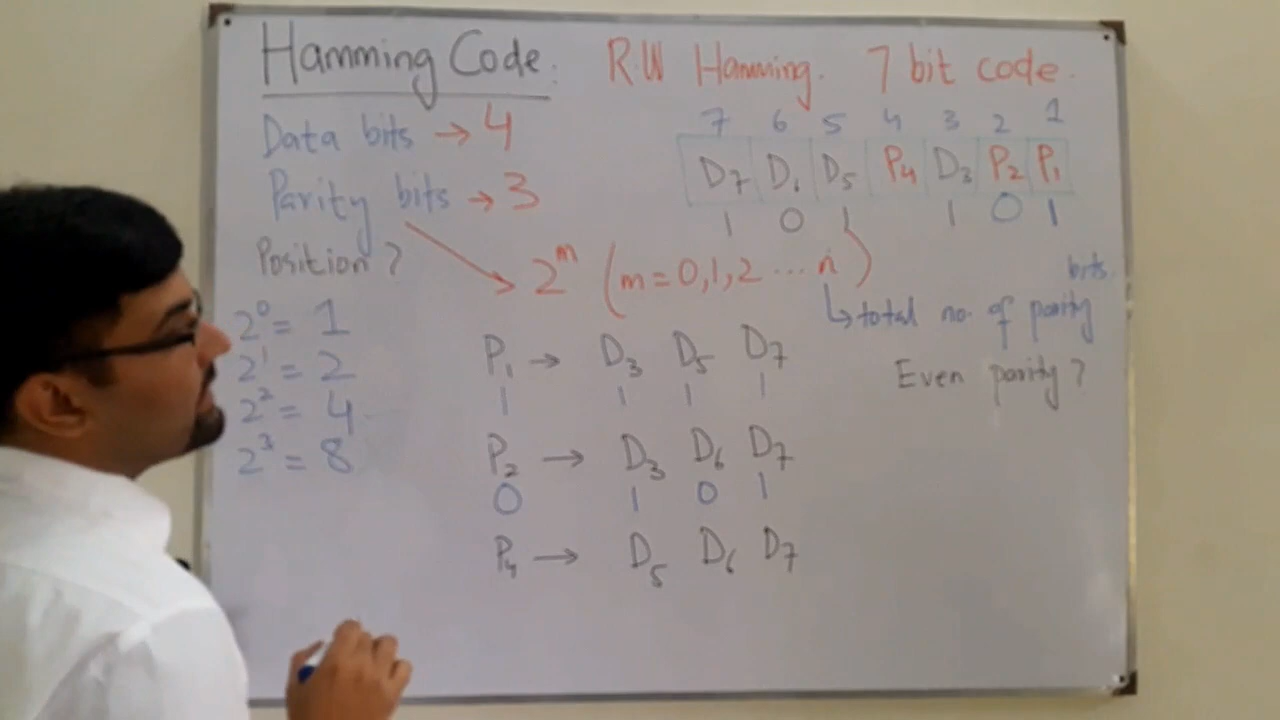 Hamming Code: R.W Hamming. 7 bit code.
Data bits → 4
Parity bits → 3
Position ?
2^0 = 1
2^1 = 2
2^2 = 4
2^3 = 8
7 6 5 4 3 2 1
D7 D6 D5 P4 D3 P2 P1
1 0 1 1 0 1
2^m (m = 0, 1, 2 ... n)
↳ total no. of parity bits.
Even parity ?
P1 → D3 D5 D7
1 1 1 1
P2 → D3 D6 D7
0 1 0 1
P4 → D5 D6 D7